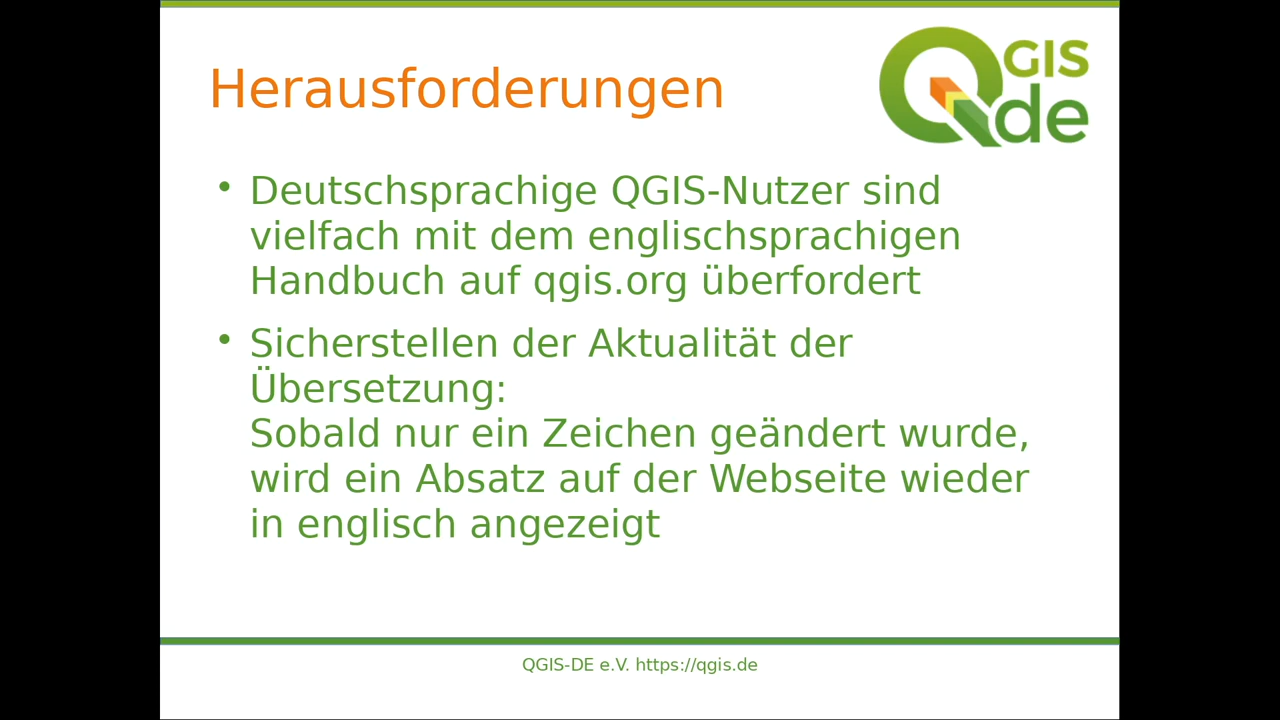 Herausforderungen
QGIS
de
• Deutschsprachige QGIS-Nutzer sind
vielfach mit dem englischsprachigen
Handbuch auf qgis.org überfordert
• Sicherstellen der Aktualität der
Übersetzung:
Sobald nur ein Zeichen geändert wurde,
wird ein Absatz auf der Webseite wieder
in englisch angezeigt
QGIS-DE e.V. https://qgis.de